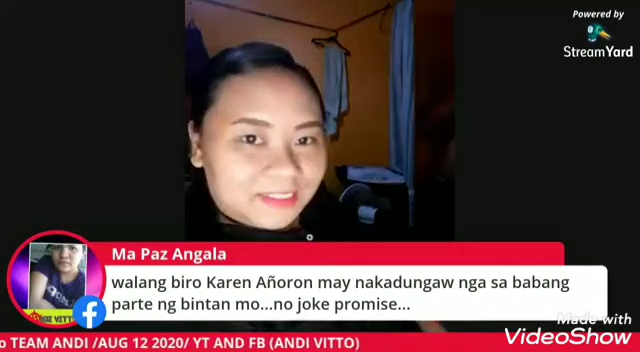 Powered by
StreamYard
Ma Paz Angala
walang biro Karen Añoron may nakadungaw nga sa babang
parte ng bintan mo...no joke promise...
Made with
VideoShow
o TEAM ANDI /AUG 12 2020/ YT AND FB (ANDI VITTO)